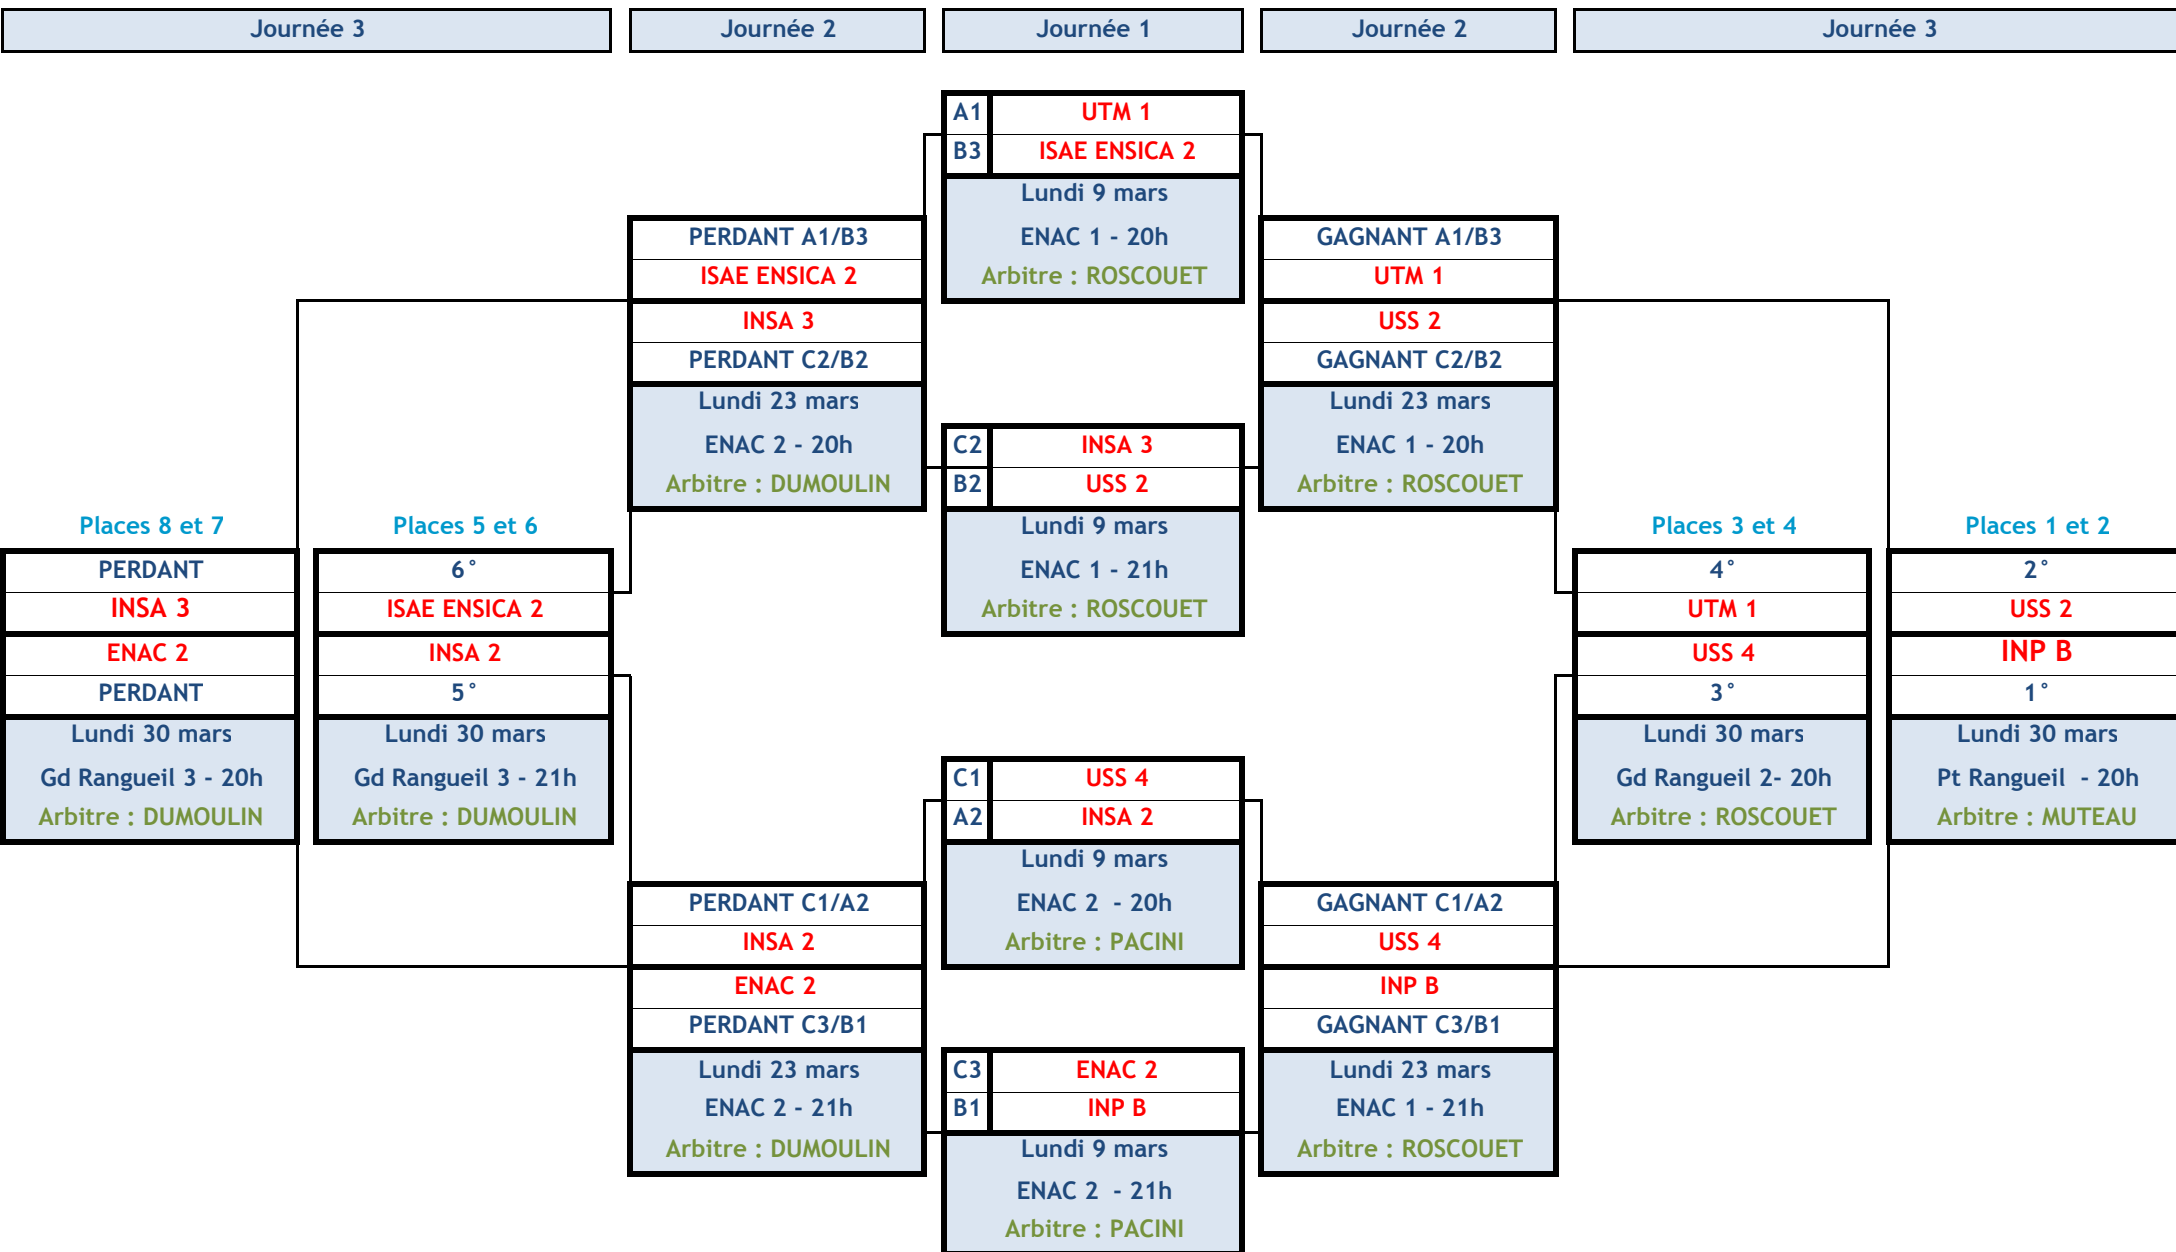 Journée 3
Journée 2
Journée 1
Journée 2
Journée 3
A1 UTM 1
B3 ISAE ENSICA 2
Lundi 9 mars
ENAC 1 - 20h
Arbitre : ROSCOUET
PERDANT A1/B3
ISAE ENSICA 2
INSA 3
PERDANT C2/B2
Lundi 23 mars
ENAC 2 - 20h
Arbitre : DUMOULIN
GAGNANT A1/B3
UTM 1
USS 2
GAGNANT C2/B2
Lundi 23 mars
ENAC 1 - 20h
Arbitre : ROSCOUET
C2 INSA 3
B2 USS 2
Lundi 9 mars
ENAC 1 - 21h
Arbitre : ROSCOUET
Places 8 et 7
PERDANT
INSA 3
ENAC 2
PERDANT
Lundi 30 mars
Gd Rangueil 3 - 20h
Arbitre : DUMOULIN
Places 5 et 6
6°
ISAE ENSICA 2
INSA 2
5°
Lundi 30 mars
Gd Rangueil 3 - 21h
Arbitre : DUMOULIN
Places 3 et 4
4°
UTM 1
USS 4
3°
Lundi 30 mars
Gd Rangueil 2- 20h
Arbitre : ROSCOUET
Places 1 et 2
2°
USS 2
INP B
1°
Lundi 30 mars
Pt Rangueil  - 20h
Arbitre : MUTEAU
C1 USS 4
A2 INSA 2
Lundi 9 mars
ENAC 2  - 20h
Arbitre : PACINI
PERDANT C1/A2
INSA 2
ENAC 2
PERDANT C3/B1
Lundi 23 mars
ENAC 2 - 21h
Arbitre : DUMOULIN
GAGNANT C1/A2
USS 4
INP B
GAGNANT C3/B1
Lundi 23 mars
ENAC 1 - 21h
Arbitre : ROSCOUET
C3 ENAC 2
B1 INP B
Lundi 9 mars
ENAC 2  - 21h
Arbitre : PACINI